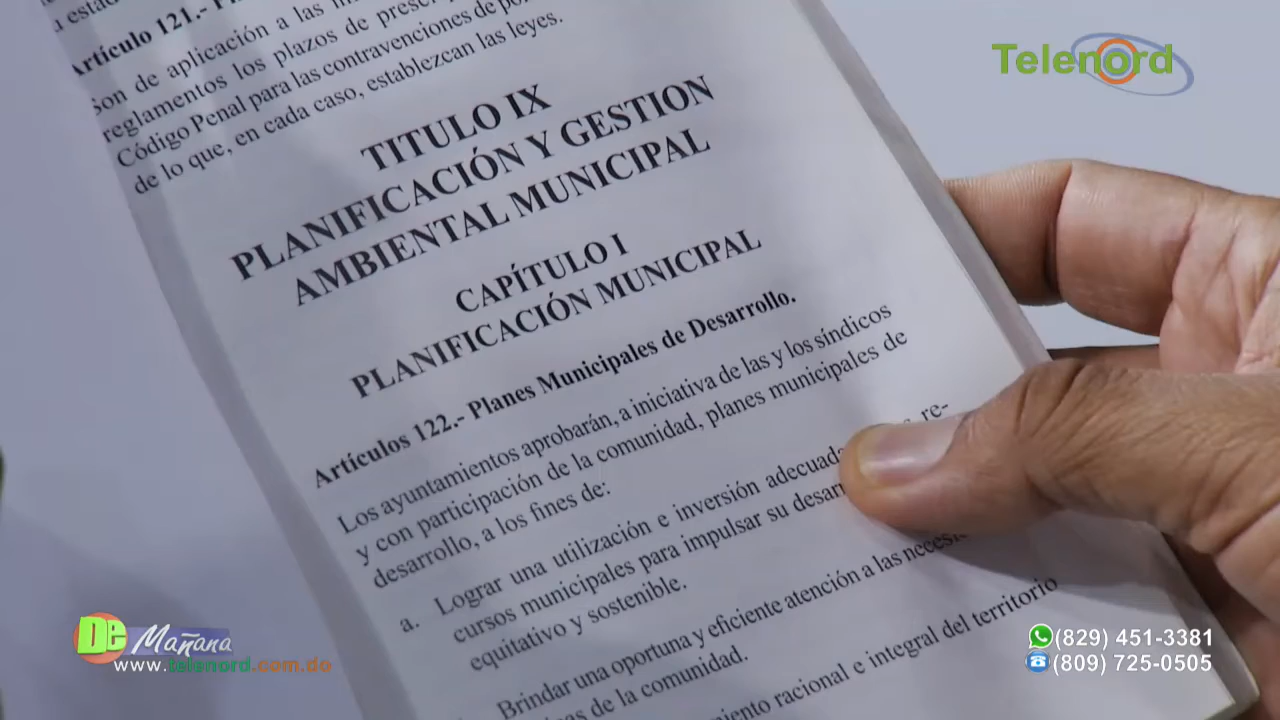 Artículo 121.-
Son de aplicación a las
reglamentos los plazos de
Código Penal para las contravenciones de
de lo que, en cada caso, establezcan las leyes.
TITULO IX
PLANIFICACIÓN Y GESTION
AMBIENTAL MUNICIPAL
CAPÍTULO I
PLANIFICACIÓN MUNICIPAL
Artículos 122.- Planes Municipales de Desarrollo.
Los ayuntamientos aprobarán, a iniciativa de las y los síndicos
y con participación de la comunidad, planes municipales de
desarrollo, a los fines de:
a. Lograr una utilización e inversión re-
cursos municipales para impulsar su
equitativo y sostenible.
Brindar una oportuna y eficiente atención a las
de la comunidad.
racional e integral del territorio
Telenord
De Mañana
www.telenord.com.do
(829) 451-3381
(809) 725-0505